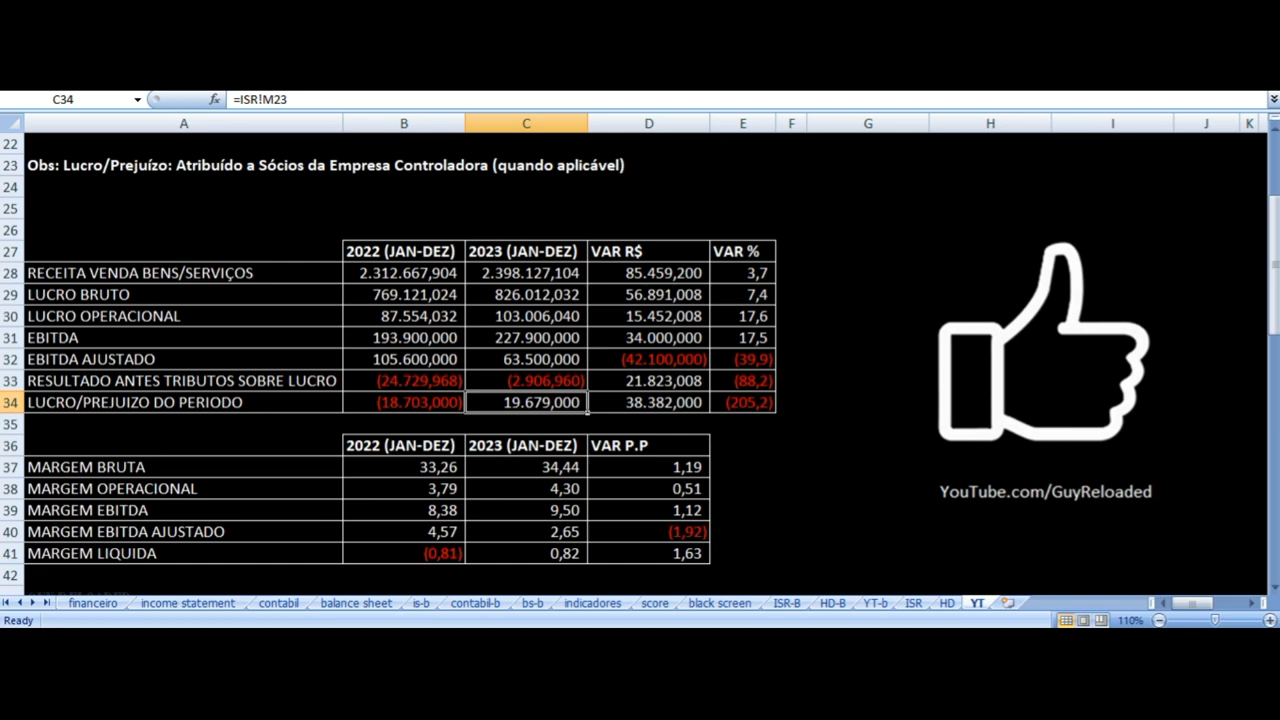 C34 fx =ISR!M23
A B C D E F G H I J K
22
23 Obs: Lucro/Prejuízo: Atribuído a Sócios da Empresa Controladora (quando aplicável)
24
25
26
27 2022 (JAN-DEZ) 2023 (JAN-DEZ) VAR R$ VAR %
28 RECEITA VENDA BENS/SERVIÇOS 2.312.667,904 2.398.127,104 85.459,200 3,7
29 LUCRO BRUTO 769.121,024 826.012,032 56.891,008 7,4
30 LUCRO OPERACIONAL 87.554,032 103.006,040 15.452,008 17,6
31 EBITDA 193.900,000 227.900,000 34.000,000 17,5
32 EBITDA AJUSTADO 105.600,000 63.500,000 (42.100,000) (39,9)
33 RESULTADO ANTES TRIBUTOS SOBRE LUCRO (24.729,968) (2.906,960) 21.823,008 (88,2)
34 LUCRO/PREJUIZO DO PERIODO (18.703,000) 19.679,000 38.382,000 (205,2)
35
36 2022 (JAN-DEZ) 2023 (JAN-DEZ) VAR P.P
37 MARGEM BRUTA 33,26 34,44 1,19
38 MARGEM OPERACIONAL 3,79 4,30 0,51
39 MARGEM EBITDA 8,38 9,50 1,12
40 MARGEM EBITDA AJUSTADO 4,57 2,65 (1,92)
41 MARGEM LIQUIDA (0,81) 0,82 1,63
42
YouTube.com/GuyReloaded
financeiro income statement contabil balance sheet is-b contabil-b bs-b indicadores score black screen ISR-B HD-B YT-b ISR HD YT
Ready 110%